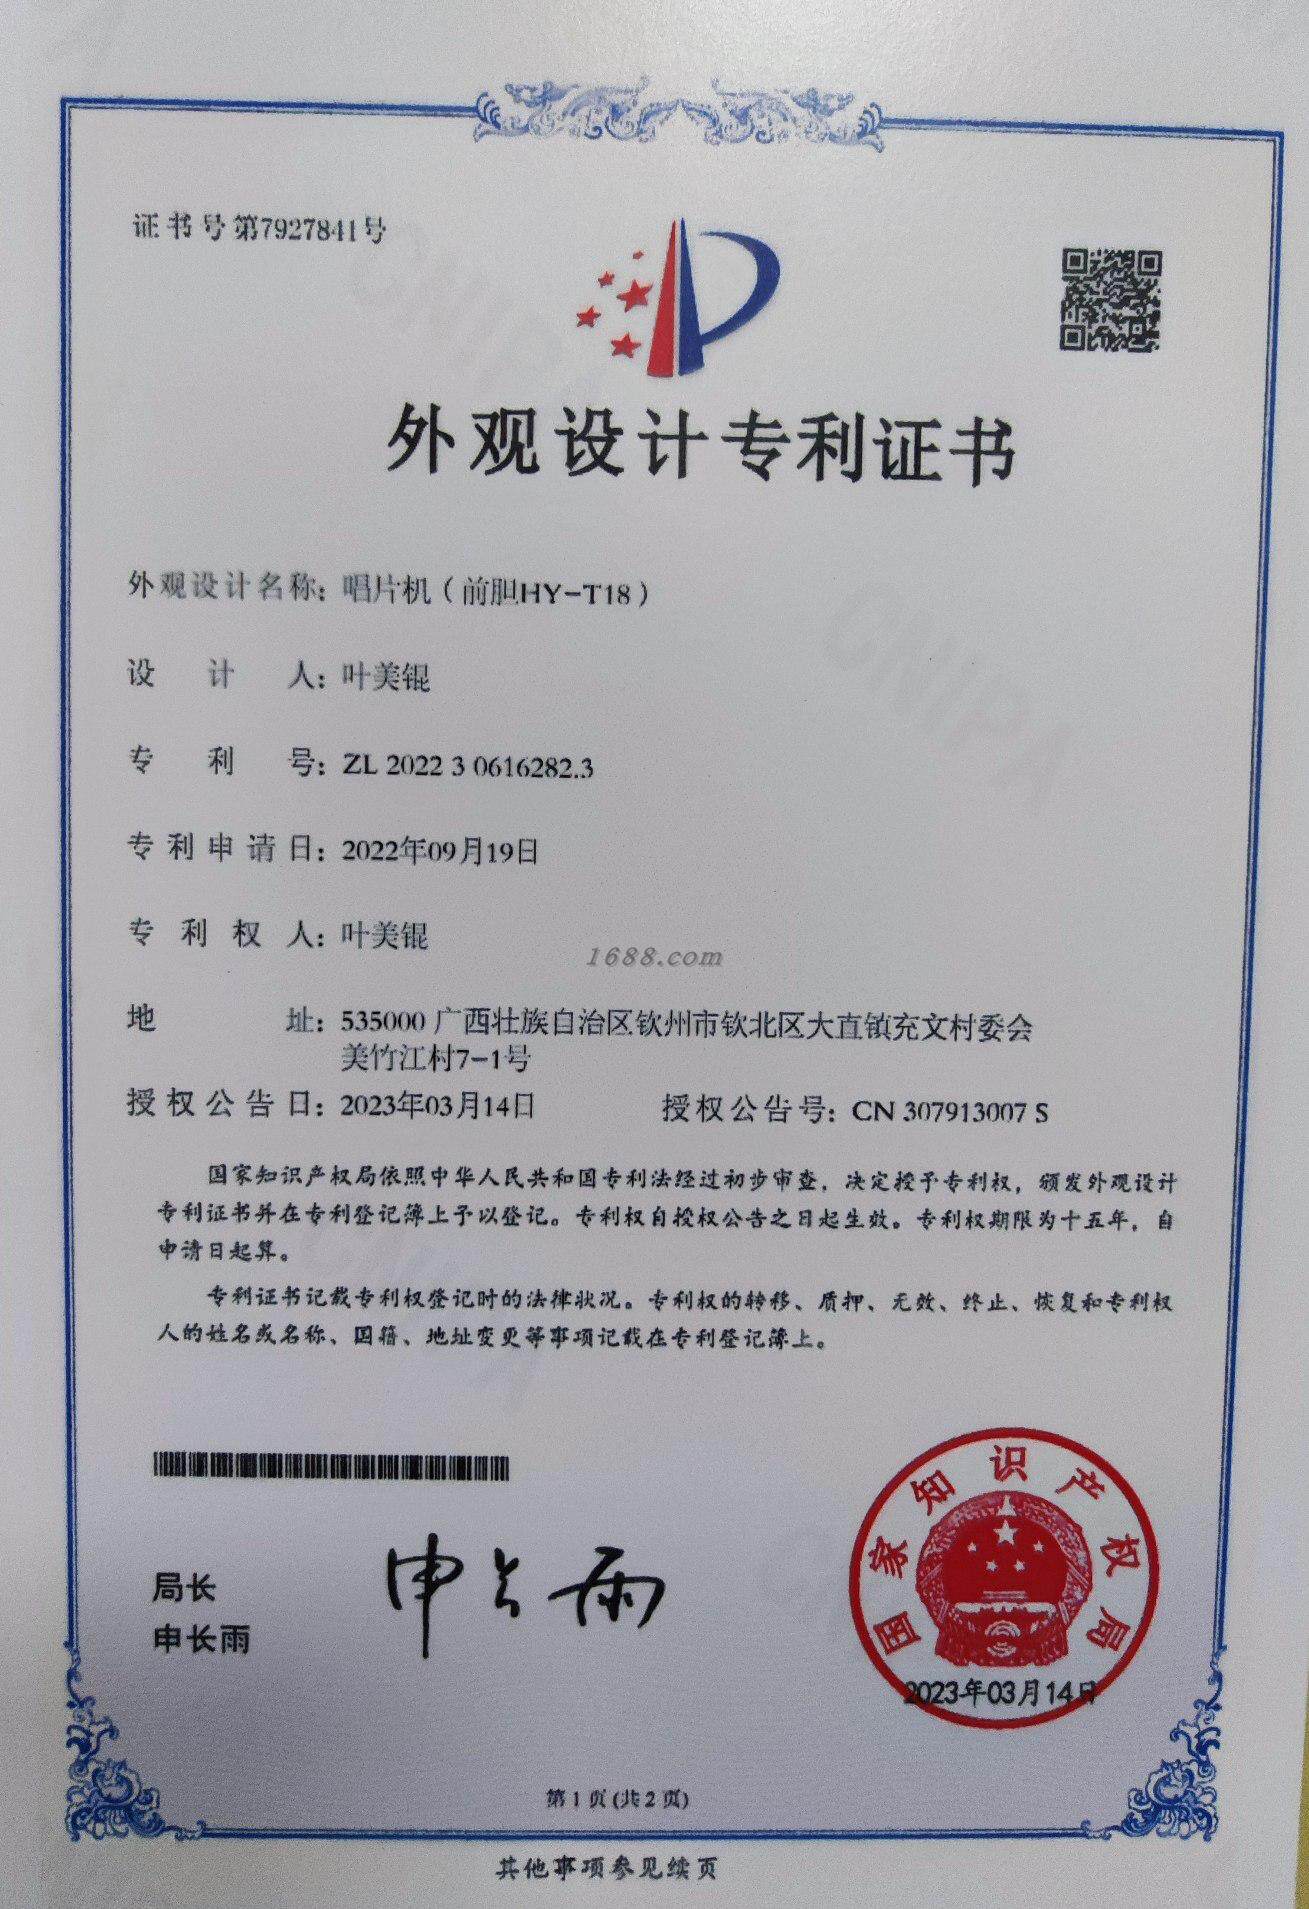 证书号第7927841号
外观设计专利证书
外观设计名称：唱片机（前胆HY-T18）
设计人：叶美锟
专利号：ZL 2022 3 0616282.3
专利申请日：2022年09月19日
专利权人：叶美锟
1688.com
地址：535000 广西壮族自治区钦州市钦北区大直镇充文村委会
美竹江村7-1号
授权公告日：2023年03月14日 授权公告号：CN 307913007 S
国家知识产权局依照中华人民共和国专利法经过初步审查，决定授予专利权，颁发外观设计
专利证书并在专利登记簿上予以登记。专利权自授权公告之日起生效。专利权期限为十五年，自
申请日起算。
专利证书记载专利权登记时的法律状况。专利权的转移、质押、无效、终止、恢复和专利权
人的姓名或名称、国籍、地址变更等事项记载在专利登记簿上。
局长
申长雨
申长雨
国家知识产权局
2023年03月14日
第1页(共2页)
其他事项参见续页